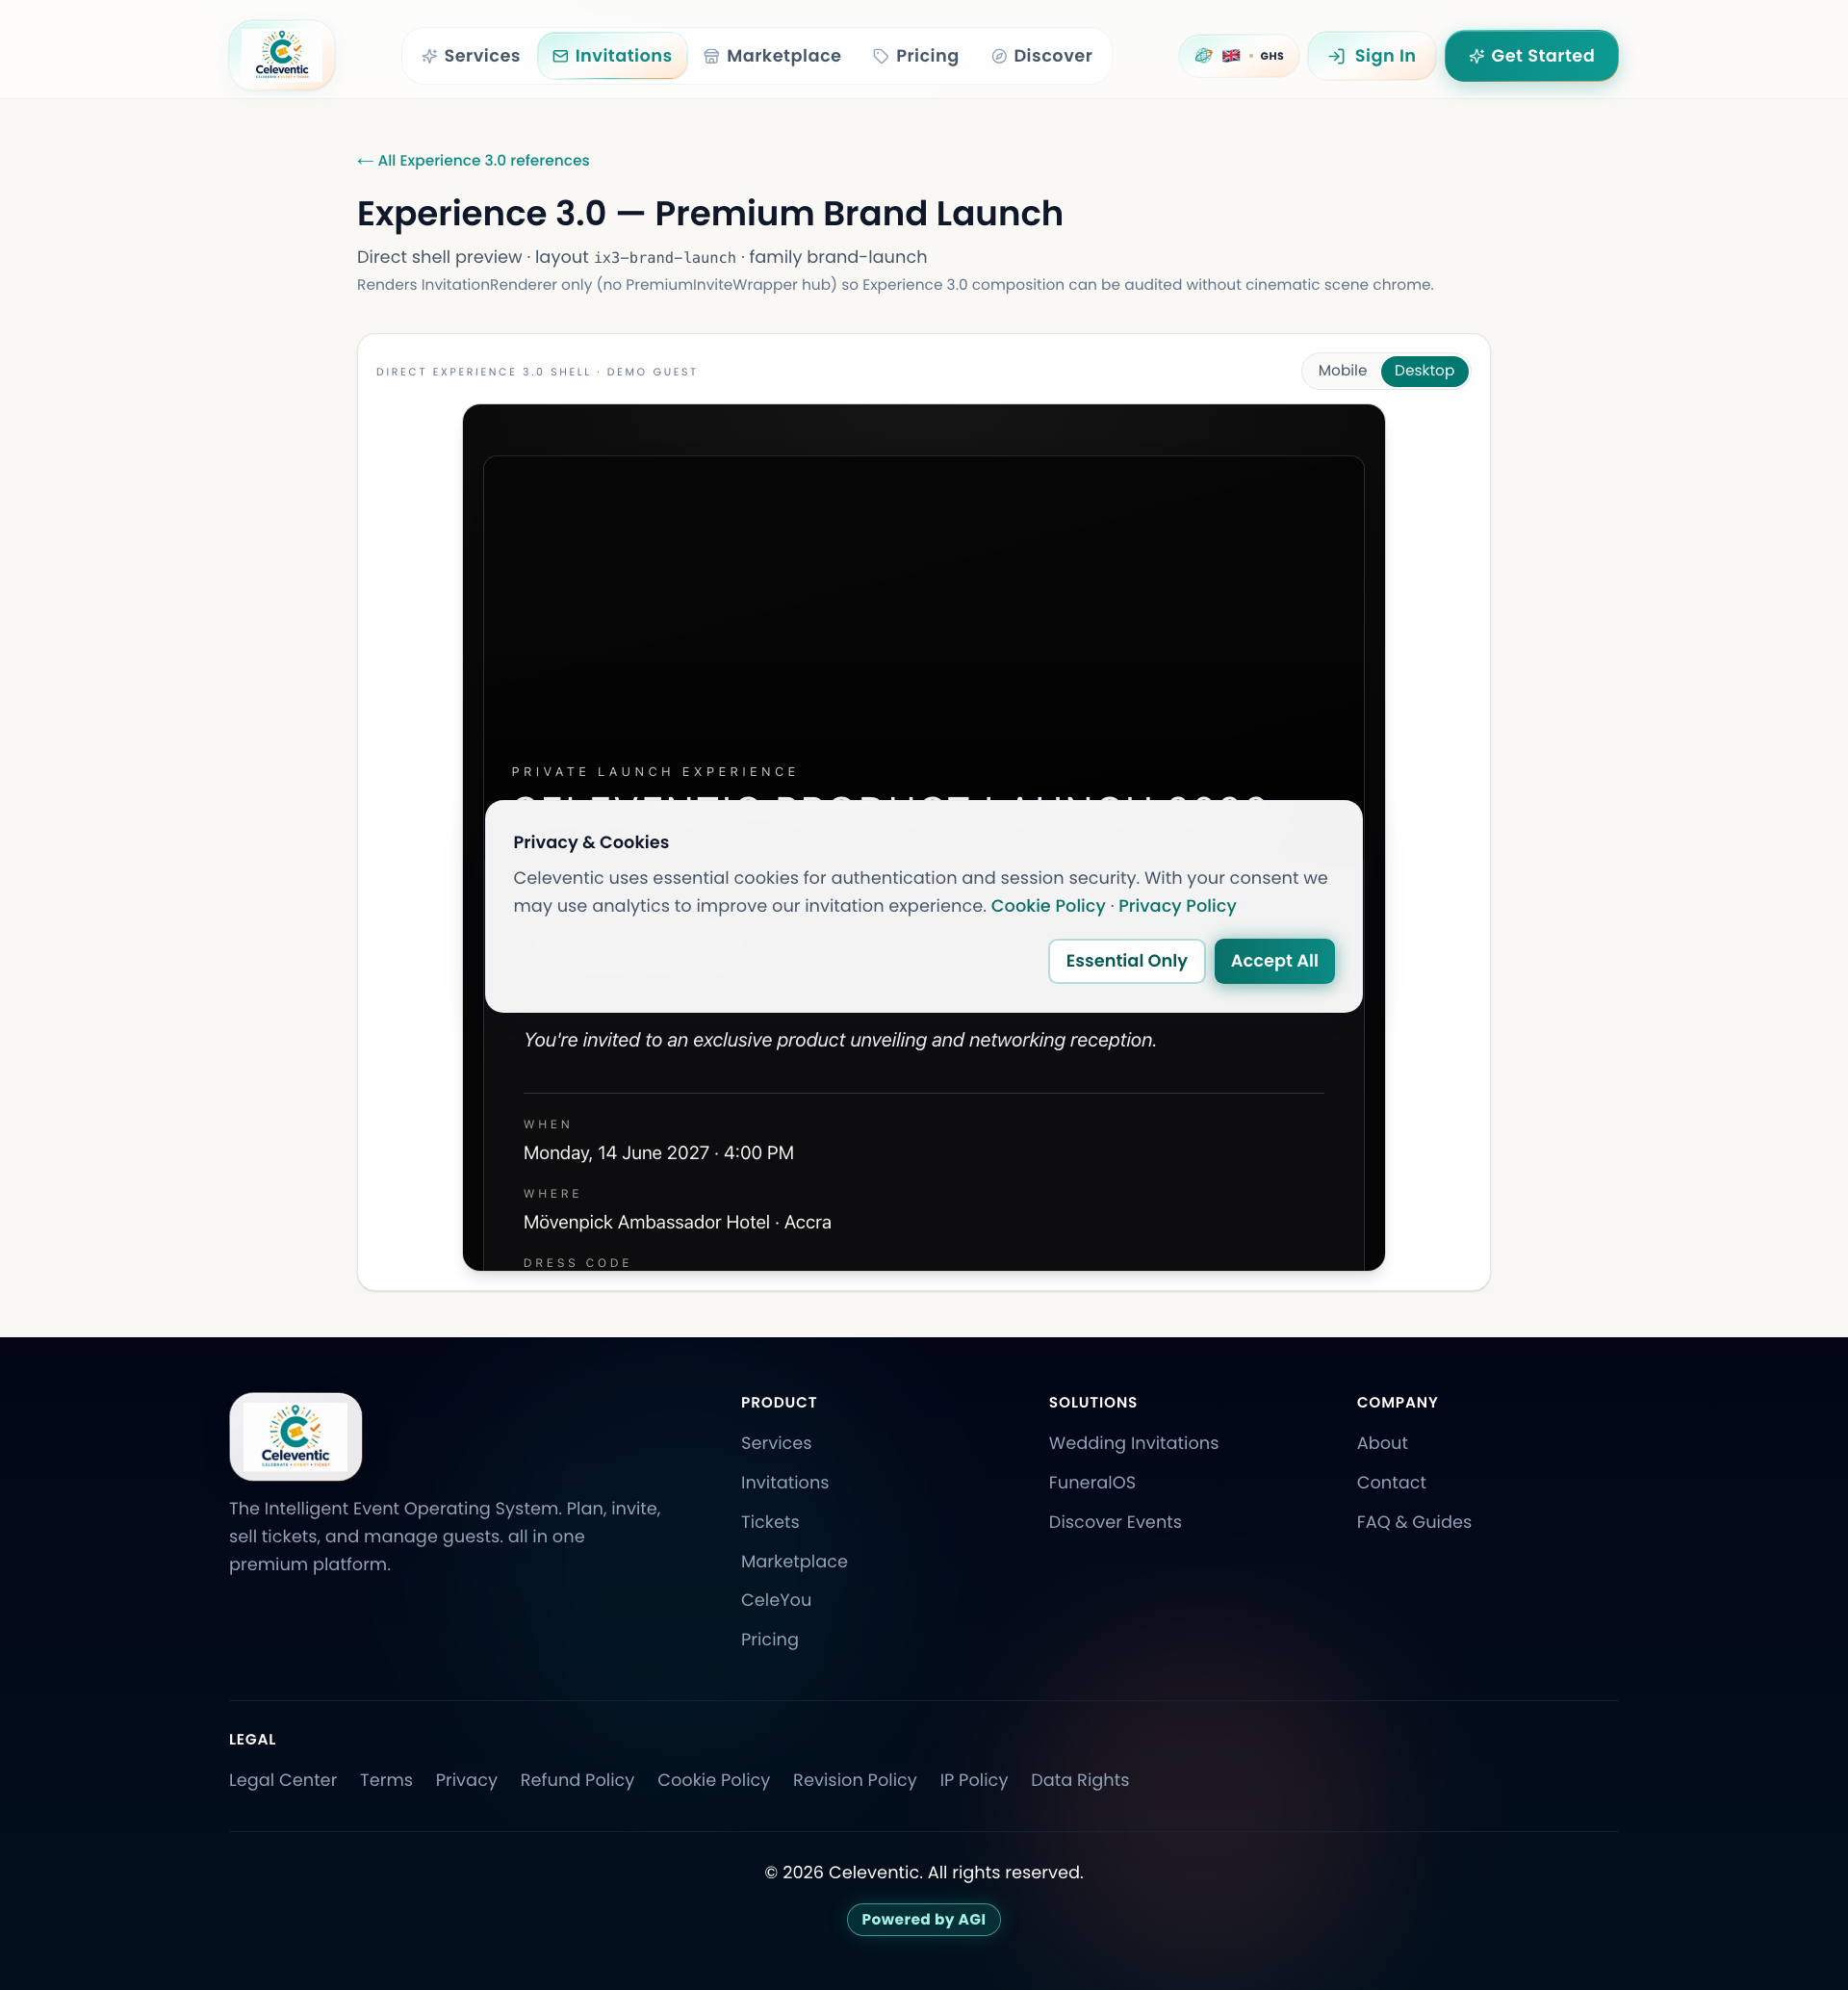 Celeventic
CELEBRATE • EVENT • TICKET
Services
Invitations
Marketplace
Pricing
Discover
GHS
Sign In
Get Started
← All Experience 3.0 references
Experience 3.0 — Premium Brand Launch
Direct shell preview · layout ix3-brand-launch · family brand-launch
Renders InvitationRenderer only (no PremiumInviteWrapper hub) so Experience 3.0 composition can be audited without cinematic scene chrome.
DIRECT EXPERIENCE 3.0 SHELL · DEMO GUEST
Mobile
Desktop
PRIVATE LAUNCH EXPERIENCE
Privacy & Cookies
Celeventic uses essential cookies for authentication and session security. With your consent we
may use analytics to improve our invitation experience. Cookie Policy · Privacy Policy
Essential Only
Accept All
You're invited to an exclusive product unveiling and networking reception.
WHEN
Monday, 14 June 2027 · 4:00 PM
WHERE
Mövenpick Ambassador Hotel · Accra
DRESS CODE
Celeventic
CELEBRATE • EVENT • TICKET
The Intelligent Event Operating System. Plan, invite,
sell tickets, and manage guests. all in one
premium platform.
PRODUCT
Services
Invitations
Tickets
Marketplace
CeleYou
Pricing
SOLUTIONS
Wedding Invitations
FuneralOS
Discover Events
COMPANY
About
Contact
FAQ & Guides
LEGAL
Legal Center
Terms
Privacy
Refund Policy
Cookie Policy
Revision Policy
IP Policy
Data Rights
© 2026 Celeventic. All rights reserved.
Powered by AGI